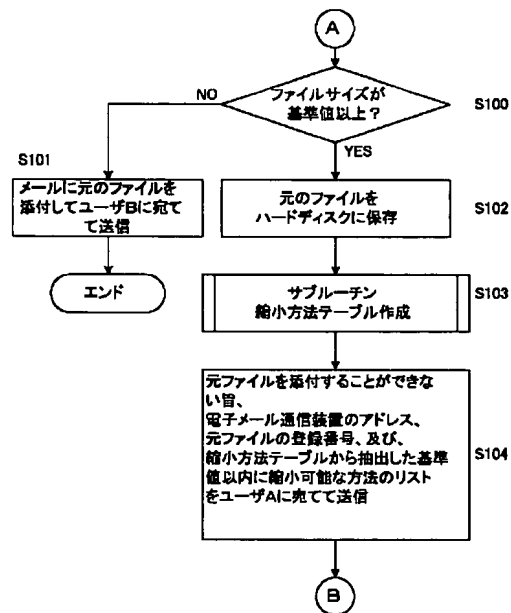 A
ファイルサイズが
基準値以上？
S100
NO
YES
S101
メールに元のファイルを
添付してユーザBに宛て
て送信
エンド
元のファイルを
ハードディスクに保存
S102
サブルーチン
縮小方法テーブル作成
S103
元ファイルを添付することができな
い旨、
電子メール通信装置のアドレス、
元ファイルの登録番号、及び、
縮小方法テーブルから抽出した基準
値以内に縮小可能な方法のリスト
をユーザAに宛てて送信
S104
B